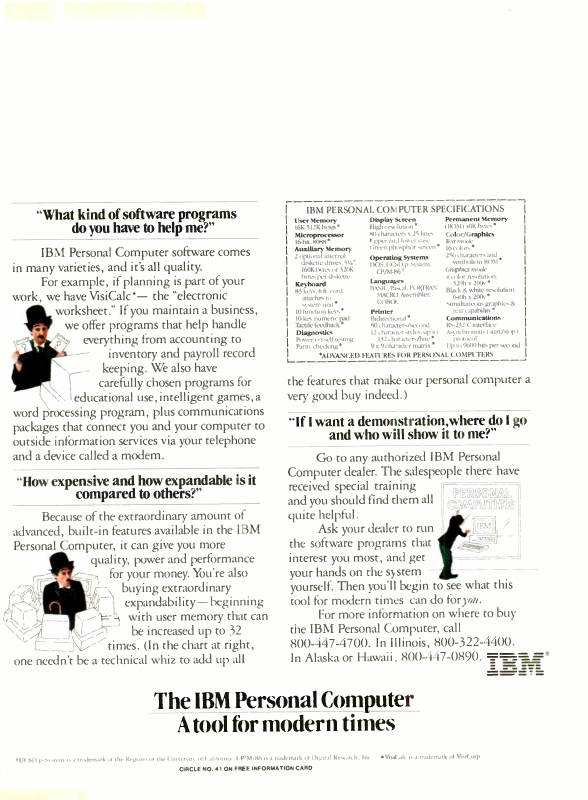 "What kind of software programs
do you have to help me?"
IBM Personal Computer software comes
in many varieties, and it's all quality.
For example, if planning is part of your
work, we have VisiCalc*— the "electronic
worksheet." If you maintain a business,
we offer programs that help handle
everything from accounting to
inventory and payroll record
keeping. We also have
carefully chosen programs for
educational use, intelligent games, a
word processing program, plus communications
packages that connect you and your computer to
outside information services via your telephone
and a device called a modem.
"How expensive and how expandable is it
compared to others?"
Because of the extraordinary amount of
advanced, built-in features available in the IBM
Personal Computer, it can give you more
quality, power and performance
for your money. You're also
buying extraordinary
expandability—beginning
with user memory that can
be increased up to 32
times. (In the chart at right,
one needn't be a technical whiz to add up all
IBM PERSONAL COMPUTER SPECIFICATIONS
User Memory
16K-512K bytes*
Microprocessor
16-bit, 8088*
Auxiliary Memory
2 optional internal
diskette drives, 5¼",
160K bytes or 320K
bytes per diskette
Keyboard
83 keys, 6 ft. cord
attaches to
system unit*
10 function keys*
10-key numeric pad
Tactile feedback*
Diagnostics
Power-on self testing
Parity checking*
Display Screen
High-resolution*
80 characters x 25 lines
Upper and lower case
Green phosphor screen*
Operating Systems
DOS, UCSD p-System,
CP/M-86
Languages
BASIC, Pascal, FORTRAN,
MACRO Assembler,
COBOL
Printer
Bidirectional*
80 characters/second
12 character styles, up to
132 characters/line*
9 x 9 character matrix*
Permanent Memory
(ROM) 40K bytes*
Color/Graphics
Text mode
16 colors*
256 characters and
symbols in ROM*
Graphics mode
4-color resolution:
320h x 200v*
Black & white resolution:
640h x 200v*
Simultaneous graphics &
text capability*
Communications
RS-232-C interface
Asynchronous (start/stop)
protocol
Up to 9600 bits per second
*ADVANCED FEATURES FOR PERSONAL COMPUTERS
the features that make our personal computer a
very good buy indeed.)
"If I want a demonstration, where do I go
and who will show it to me?"
Go to any authorized IBM Personal
Computer dealer. The salespeople there have
received special training
and you should find them all
quite helpful.
Ask your dealer to run
the software programs that
interest you most, and get
your hands on the system
yourself. Then you'll begin to see what this
tool for modern times can do for you.
For more information on where to buy
the IBM Personal Computer, call
800-447-4700. In Illinois, 800-322-4400.
In Alaska or Hawaii, 800-447-0890.
PERSONAL
COMPUTERS
IBM
IBM®
The IBM Personal Computer
A tool for modern times
UCSD p-System is a trademark of the Regents of the University of California. CP/M-86 is a trademark of Digital Research, Inc. *VisiCalc is a trademark of VisiCorp.
CIRCLE NO. 41 ON FREE INFORMATION CARD